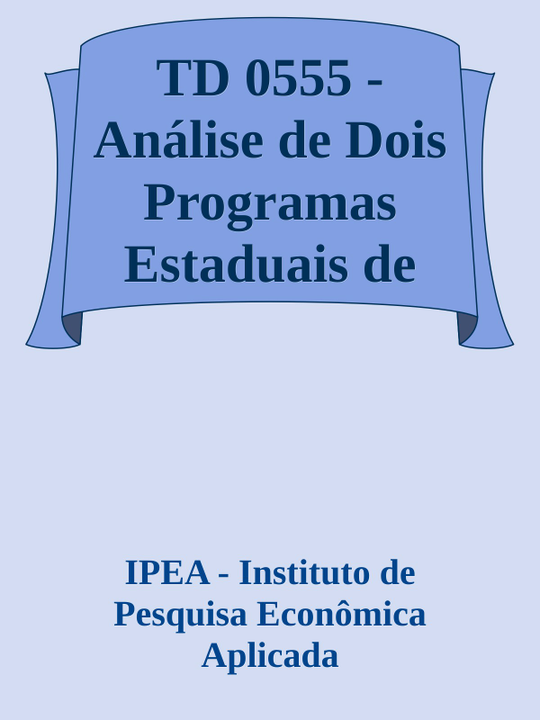 TD 0555 -
Análise de Dois
Programas
Estaduais de
IPEA - Instituto de
Pesquisa Econômica
Aplicada